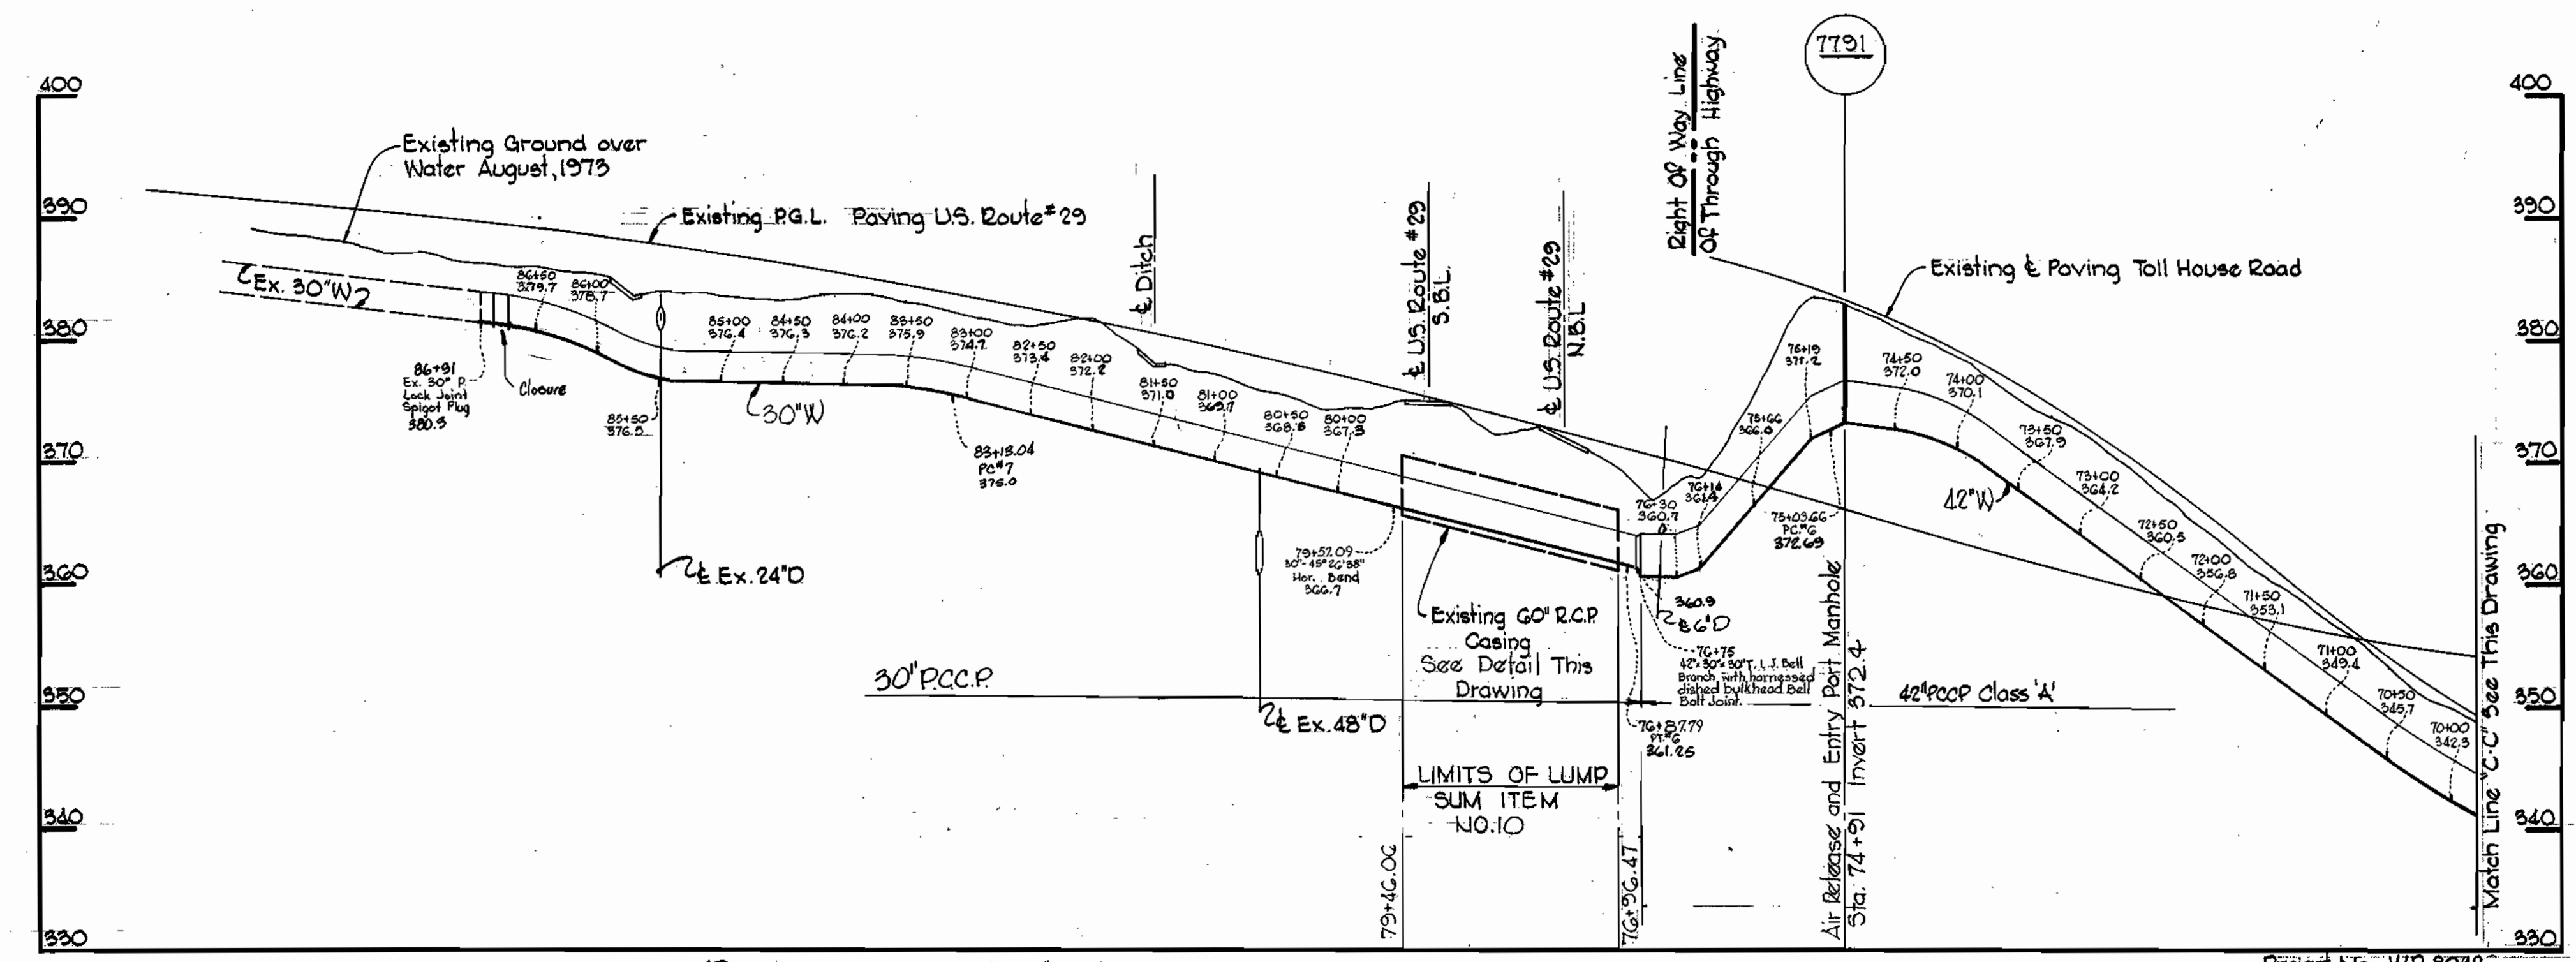 400
390
380
370
360
350
340
330
Existing Ground over
Water August, 1973
Existing P.G.L. Paving U.S. Route #29
Ex. 30"W
86+91
Ex. 30" P.
Lock Joint
Spigot Plug
380.3
Closure
86+50
379.7
86+00
378.7
85+50
376.5
℄ Ex. 24"D
85+00
376.4
84+50
376.3
84+00
376.2
83+50
375.9
30"W
83+00
374.7
83+13.04
PC#7
375.0
82+50
373.4
82+00
372.2
℄ Ditch
81+50
371.0
81+00
369.7
80+50
80+00
℄ Ex. 48"D
30" P.C.C.P.
79+57.09
30"-45°26'38"
Hor. Bend
366.7
℄ U.S. Route #29
S.B.L.
℄ U.S. Route #29
N.B.L
Existing 60" R.C.P.
Casing
See Detail This
Drawing
LIMITS OF LUMP
SUM ITEM
NO.10
79+46.06
76+96.47
76+87.79
PT.#6
361.25
76+75
42"x30"x30"T. L.J. Bell
Branch, with harnessed
dished bulkhead Bell
Bolt Joint.
360.9
℄ 6'D
76+30
360.7
76+14
361.4
75+66
366.0
Right Of Way Line
Of Through Highway
7791
75+03.66
PC.#6
372.69
Air Release and Entry Port Manhole
Sta. 74+91 Invert 372.4
Existing ℄ Paving Toll House Road
74+50
372.0
74+00
370.1
42"W
73+50
367.9
73+00
364.2
72+50
360.5
72+00
356.8
71+50
353.1
71+00
349.4
70+50
345.7
70+00
342.3
42"PCCP Class 'A'
Match Line "C-C" See This Drawing
400
390
380
370
360
350
340
330